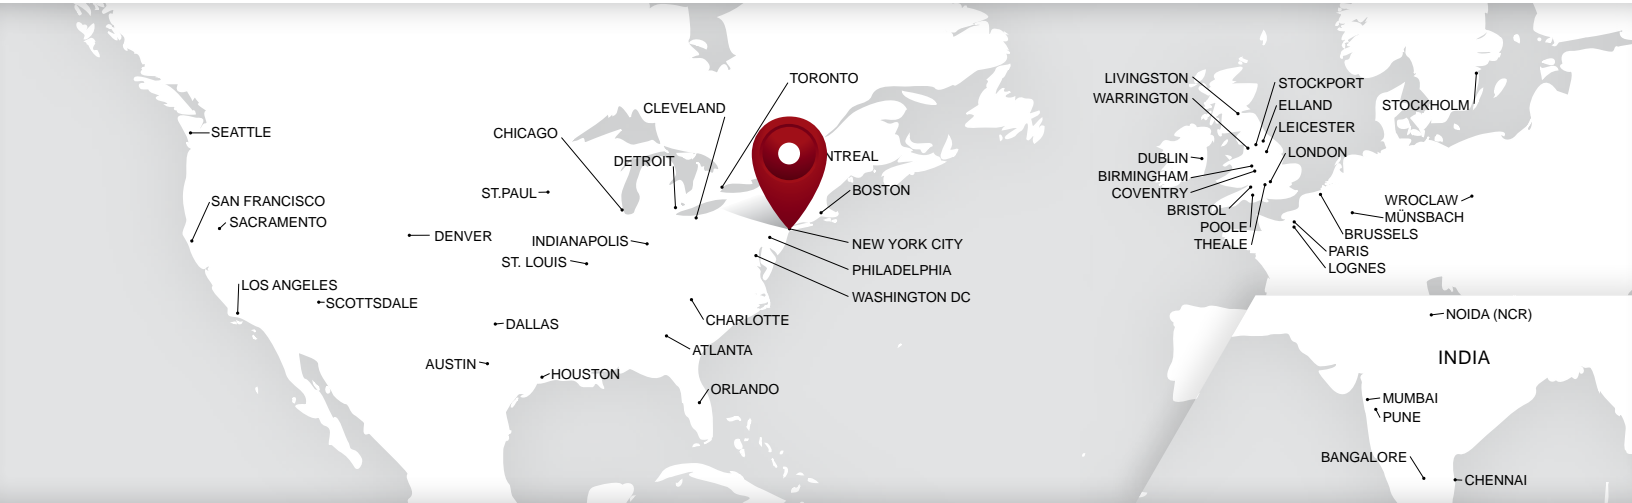 TORONTO
CLEVELAND
CHICAGO
SEATTLE
DETROIT
NTREAL
ST.PAUL
BOSTON
SAN FRANCISCO
SACRAMENTO
DENVER
INDIANAPOLIS
NEW YORK CITY
ST. LOUIS
PHILADELPHIA
LOS ANGELES
WASHINGTON DC
SCOTTSDALE
CHARLOTTE
DALLAS
ATLANTA
AUSTIN
HOUSTON
ORLANDO
LIVINGSTON
STOCKPORT
WARRINGTON
ELLAND
STOCKHOLM
LEICESTER
DUBLIN
LONDON
BIRMINGHAM
COVENTRY
WROCLAW
BRISTOL
MÜNSBACH
POOLE
BRUSSELS
THEALE
PARIS
LOGNES
NOIDA (NCR)
INDIA
MUMBAI
PUNE
BANGALORE
CHENNAI